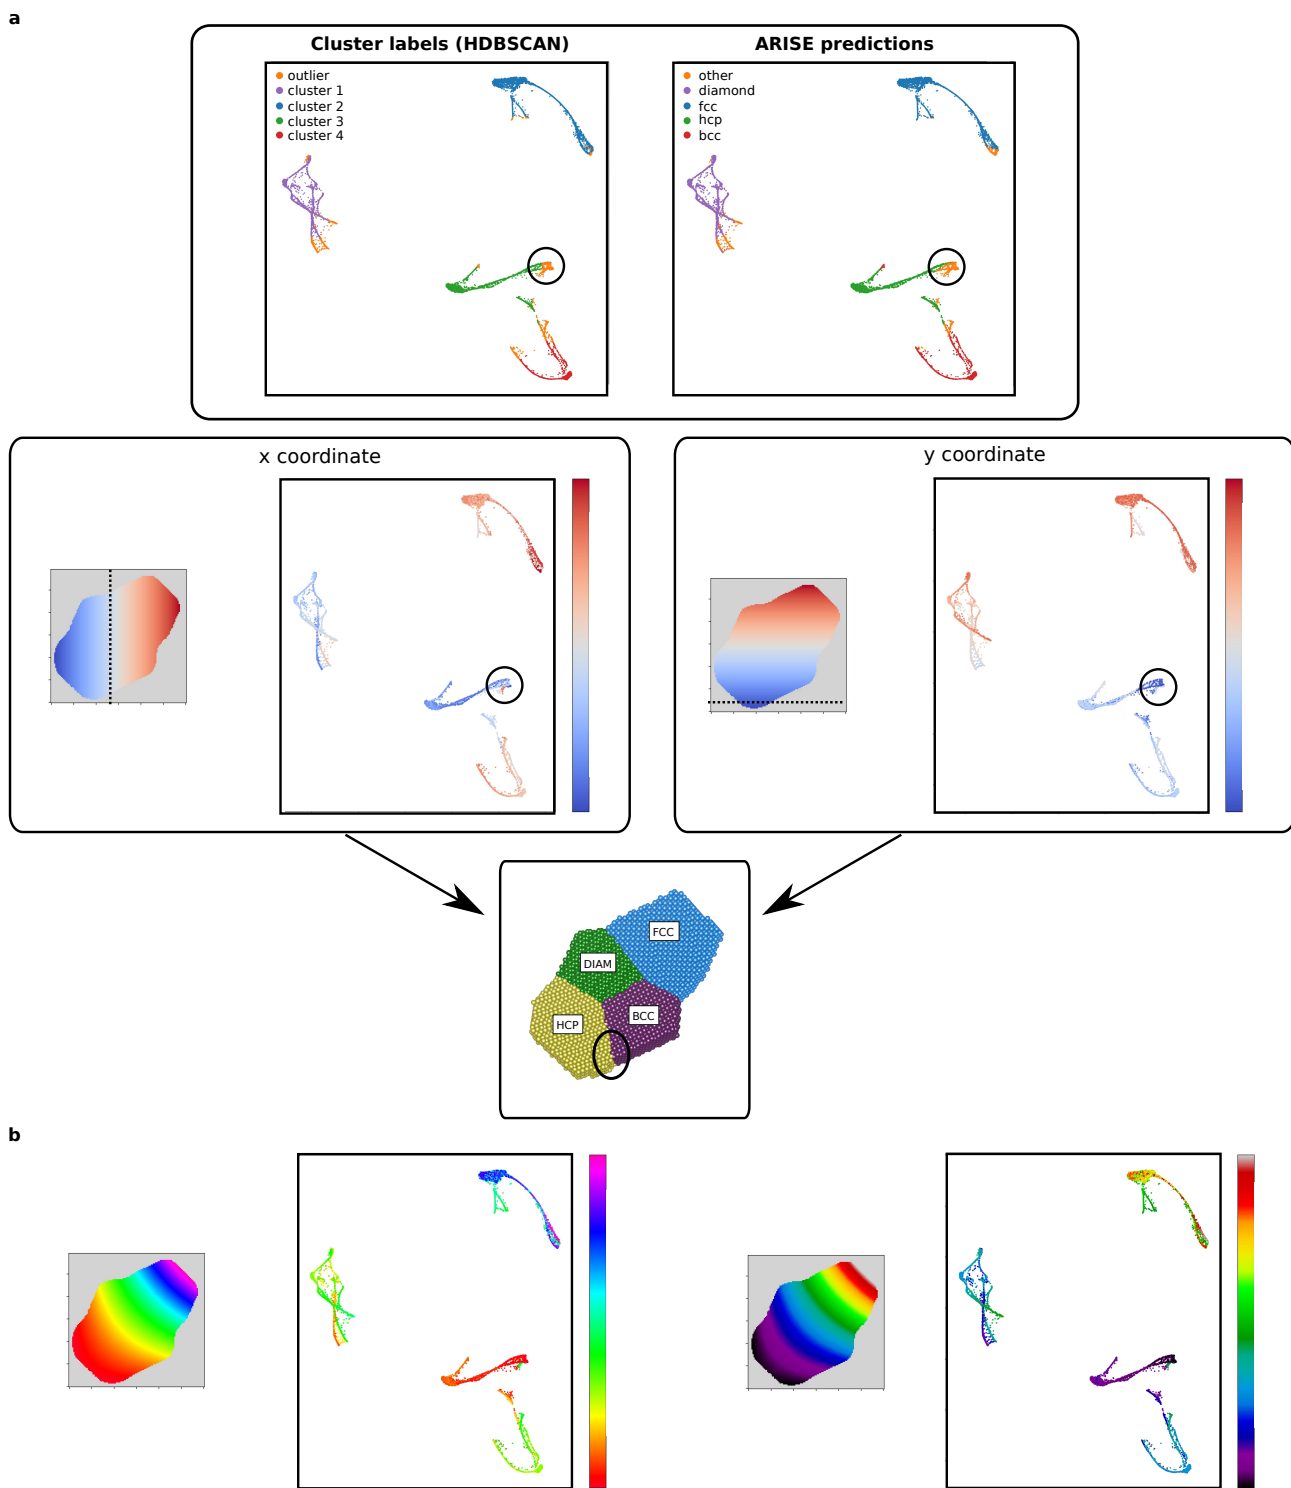 a
Cluster labels (HDBSCAN)
ARISE predictions
outlier
cluster 1
cluster 2
cluster 3
cluster 4
other
diamond
fcc
hcp
bcc
x coordinate
y coordinate
FCC
DIAM
BCC
HCP
b